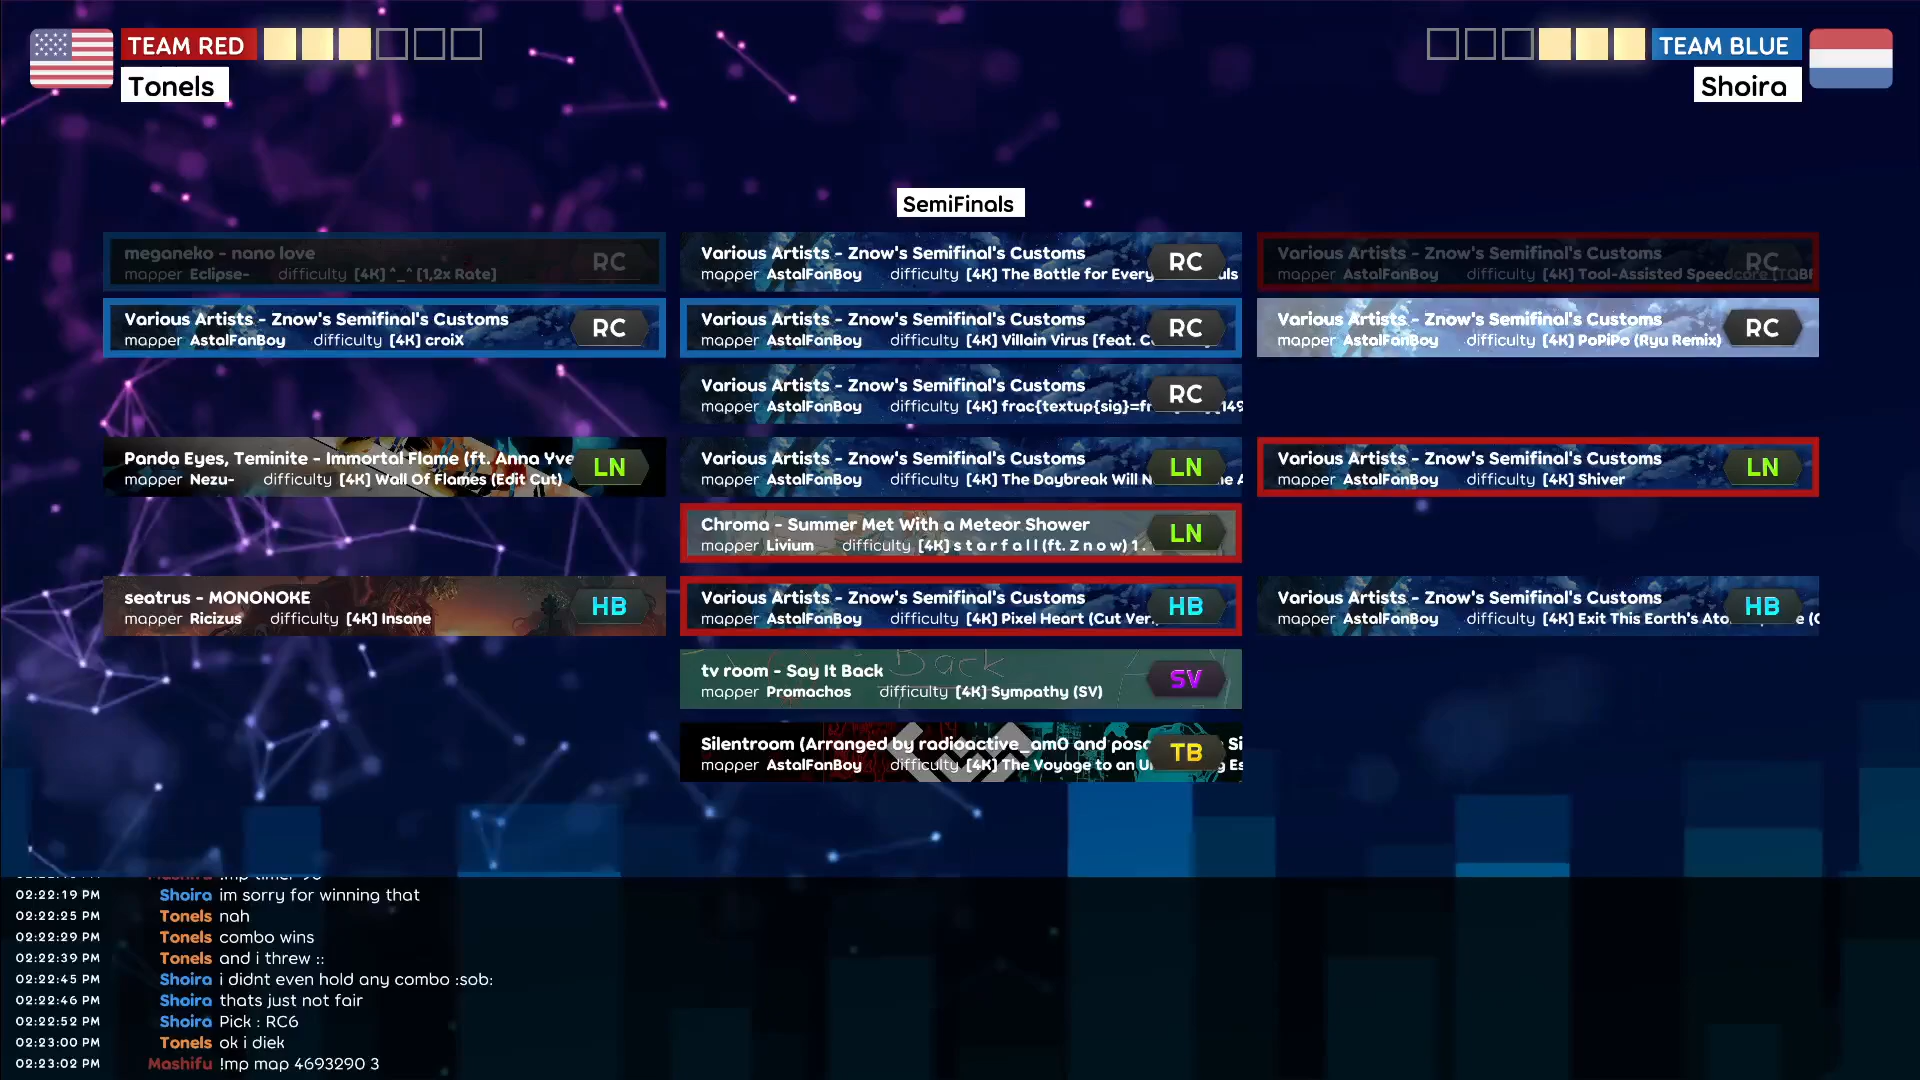 TEAM RED
Tonels
TEAM BLUE
Shoira
SemiFinals
meganeko - nano love
mapper Eclipse- difficulty [4K] ^_^ [1,2x Rate]
RC
Various Artists - Znow's Semifinal's Customs
mapper AstalFanBoy difficulty [4K] The Battle for Every uls
RC
Various Artists - Znow's Semifinal's Customs
mapper AstalFanBoy difficulty [4K] Tool-Assisted Speedcore [TQBF
RC
Various Artists - Znow's Semifinal's Customs
mapper AstalFanBoy difficulty [4K] croiX
RC
Various Artists - Znow's Semifinal's Customs
mapper AstalFanBoy difficulty [4K] Villain Virus [feat. C
RC
Various Artists - Znow's Semifinal's Customs
mapper AstalFanBoy difficulty [4K] PoPiPo (Ryu Remix)
RC
Various Artists - Znow's Semifinal's Customs
mapper AstalFanBoy difficulty [4K] frac{textup{sig}=fr [149
RC
Panda Eyes, Teminite - Immortal Flame (ft. Anna Yve
mapper Nezu- difficulty [4K] Wall Of Flames (Edit Cut)
LN
Various Artists - Znow's Semifinal's Customs
mapper AstalFanBoy difficulty [4K] The Daybreak Will N e A
LN
Various Artists - Znow's Semifinal's Customs
mapper AstalFanBoy difficulty [4K] Shiver
LN
Chroma - Summer Met With a Meteor Shower
mapper Livium difficulty [4K] s t a r f a l l (ft. Z n o w) 1 .
LN
seatrus - MONONOKE
mapper Ricizus difficulty [4K] Insane
HB
Various Artists - Znow's Semifinal's Customs
mapper AstalFanBoy difficulty [4K] Pixel Heart (Cut Ver.
HB
Various Artists - Znow's Semifinal's Customs
mapper AstalFanBoy difficulty [4K] Exit This Earth's Ato e (C
HB
tv room - Say It Back
mapper Promachos difficulty [4K] Sympathy (SV)
SV
Silentroom (Arranged by radioactive_am0 and posc Si
mapper AstalFanBoy difficulty [4K] The Voyage to an U g Es
TB
Mashifu !mp timer 90
02:22:19 PM Shoira im sorry for winning that
02:22:25 PM Tonels nah
02:22:29 PM Tonels combo wins
02:22:39 PM Tonels and i threw ::
02:22:45 PM Shoira i didnt even hold any combo :sob:
02:22:46 PM Shoira thats just not fair
02:22:52 PM Shoira Pick : RC6
02:23:00 PM Tonels ok i diek
02:23:02 PM Mashifu !mp map 4693290 3